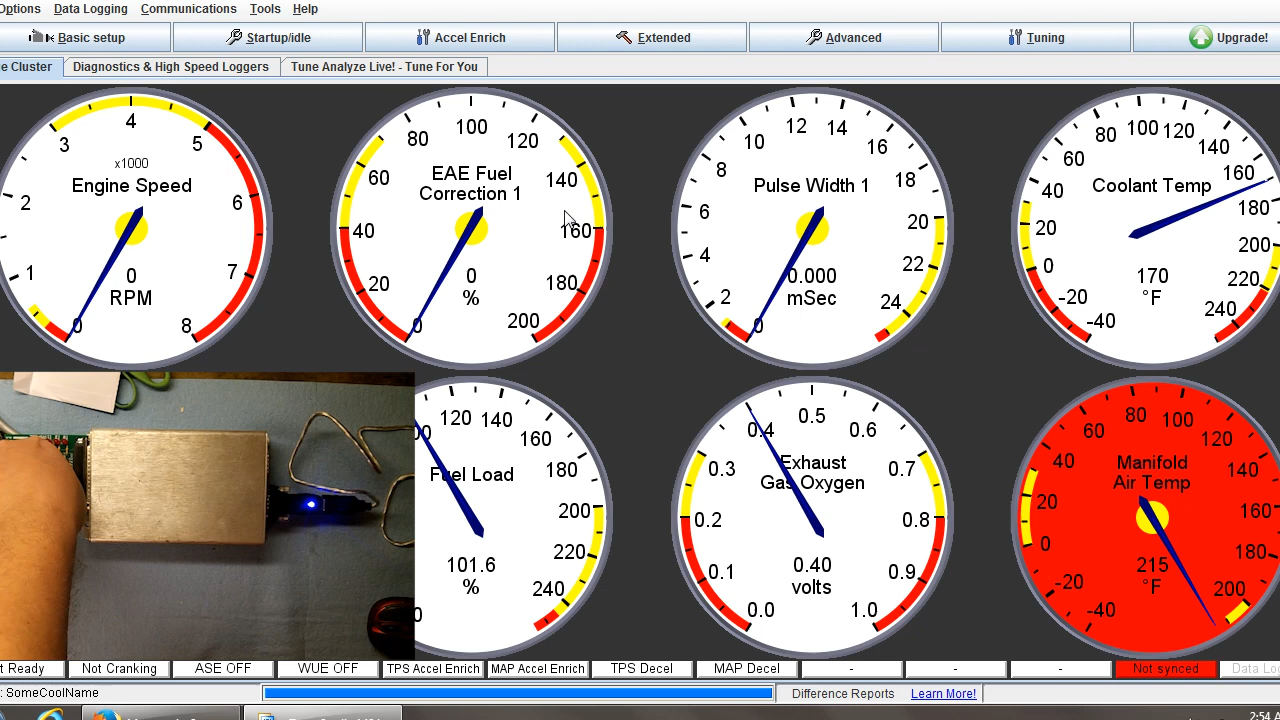 Options Data Logging Communications Tools Help
Basic setup Startup/idle Accel Enrich Extended Advanced Tuning Upgrade!
Cluster Diagnostics & High Speed Loggers Tune Analyze Live! - Tune For You
0 1 2 3 4 5 6 7 8
x1000
Engine Speed
0
RPM
0 20 40 60 80 100 120 140 160 180 200
EAE Fuel
Correction 1
0
%
0 2 4 6 8 10 12 14 16 18 20 22 24
Pulse Width 1
0.000
mSec
-40 -20 0 20 40 60 80 100 120 140 160 180 200 220 240
Coolant Temp
170
°F
120 140 160 180 200 220 240
Fuel Load
101.6
%
0.0 0.1 0.2 0.3 0.4 0.5 0.6 0.7 0.8 0.9 1.0
Exhaust
Gas Oxygen
0.40
volts
-40 -20 0 20 40 60 80 100 120 140 160 180 200
Manifold
Air Temp
215
°F
Ready Not Cranking ASE OFF WUE OFF TPS Accel Enrich MAP Accel Enrich TPS Decel MAP Decel - - - Not synced Data Lo
: SomeCoolName Difference Reports Learn More!
2:54 A